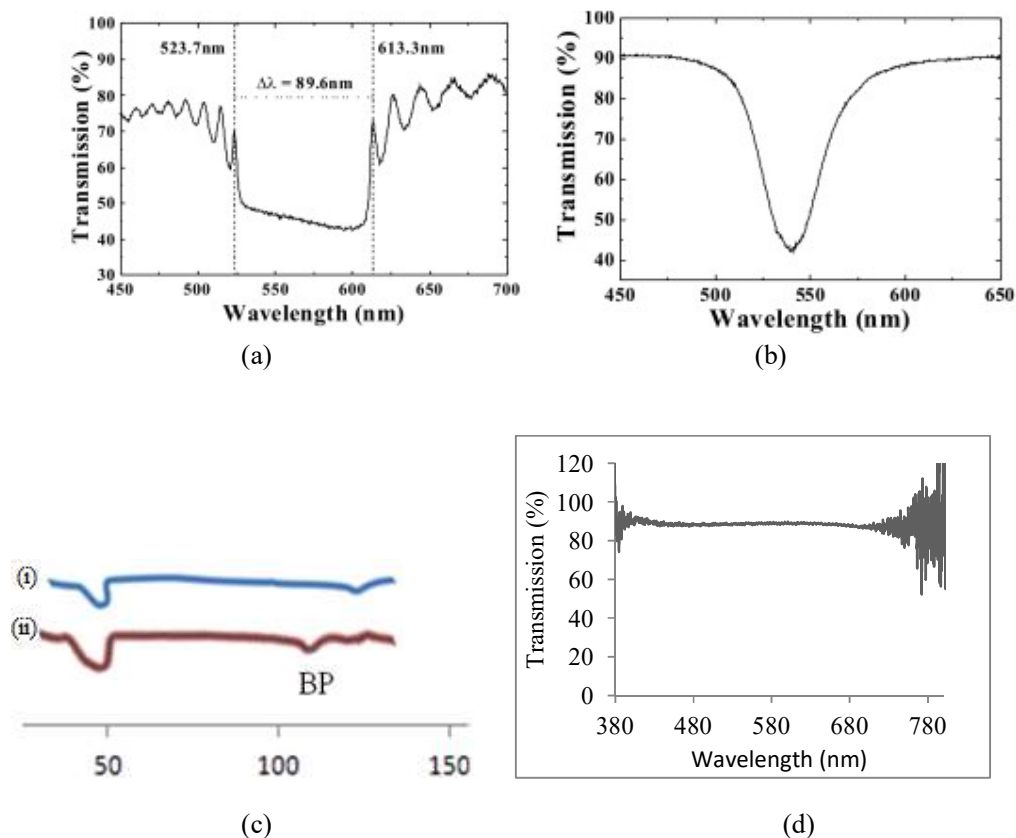 523.7nm
613.3nm
Δλ = 89.6nm
Transmission (%)
100
90
80
70
60
50
40
30
450
500
550
600
650
700
Wavelength (nm)
(a)
Transmission (%)
100
90
80
70
60
50
40
450
500
550
600
650
Wavelength (nm)
(b)
(i)
(ii)
BP
50
100
150
(c)
Transmission (%)
120
100
80
60
40
20
0
380
480
580
680
780
Wavelength (nm)
(d)